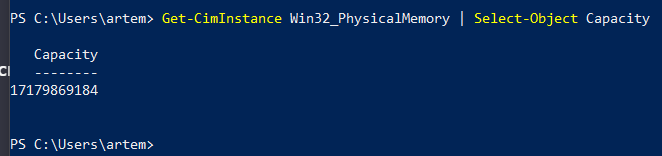 PS C:\Users\artem> Get-CimInstance Win32_PhysicalMemory | Select-Object Capacity
Capacity
--------
17179869184
PS C:\Users\artem>